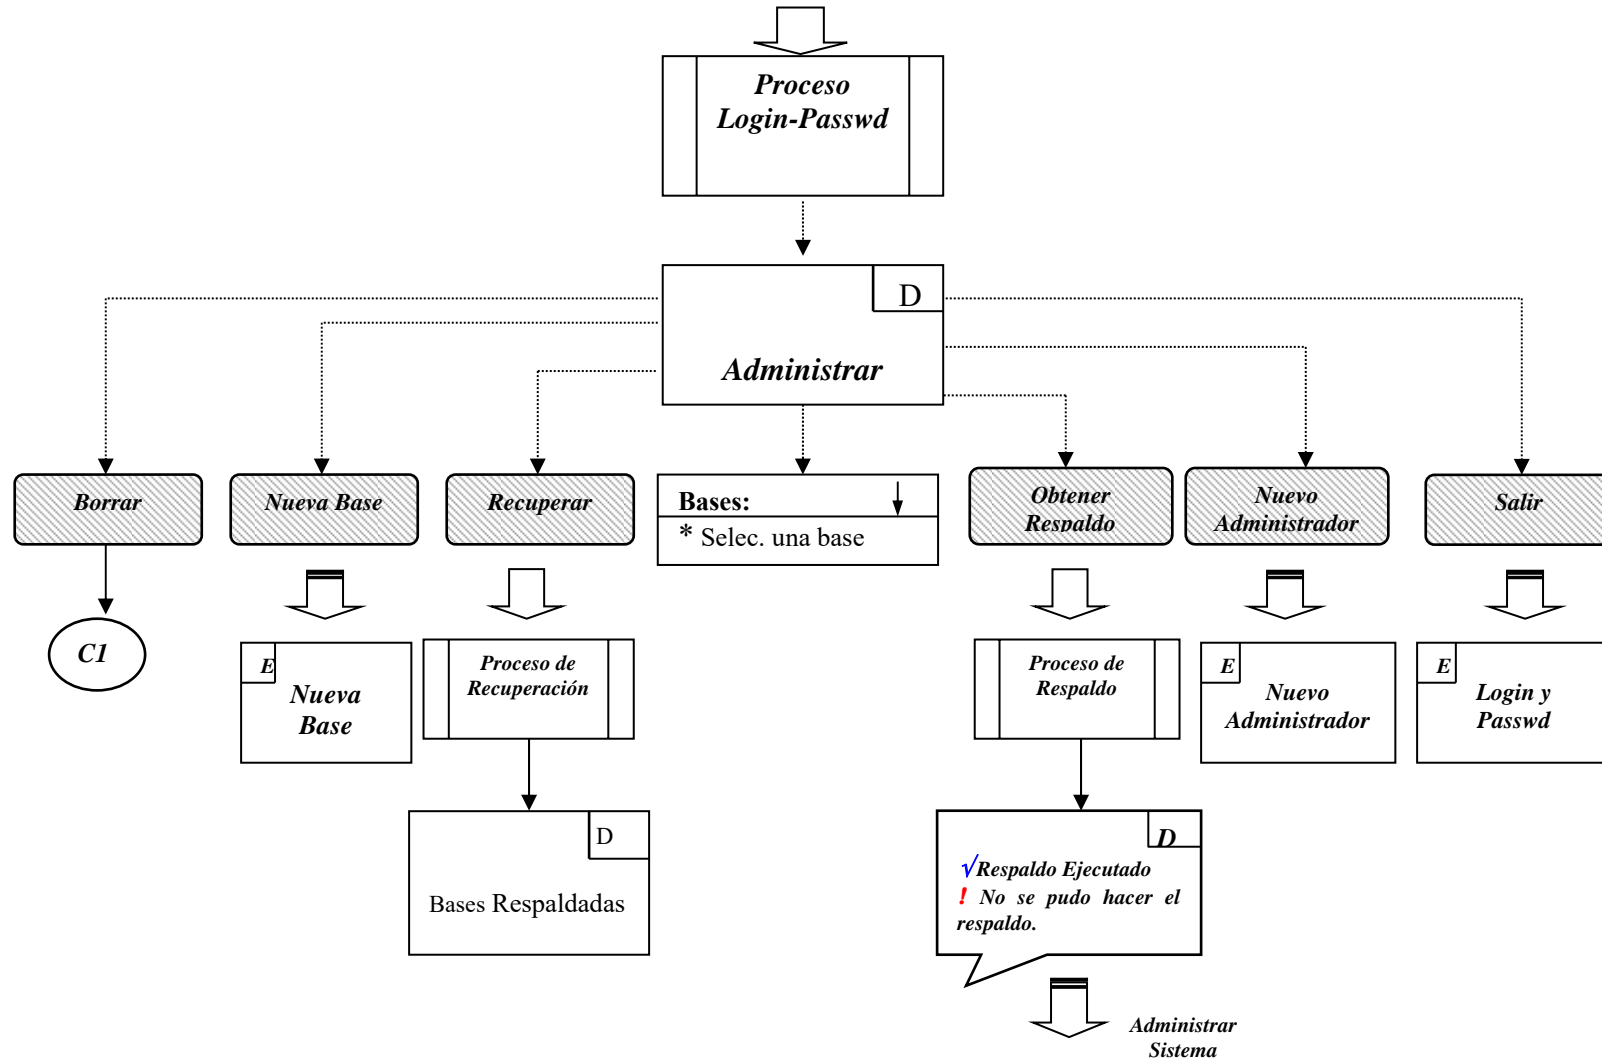 Proceso
Login-Passwd
D
Administrar
Borrar
Nueva Base
Recuperar
Bases:
* Selec. una base
Obtener
Respaldo
Nuevo
Administrador
Salir
C1
E
Nueva
Base
Proceso de
Recuperación
Proceso de
Respaldo
E
Nuevo
Administrador
E
Login y
Passwd
D
Bases Respaldadas
D
√Respaldo Ejecutado
! No se pudo hacer el
respaldo.
Administrar
Sistema